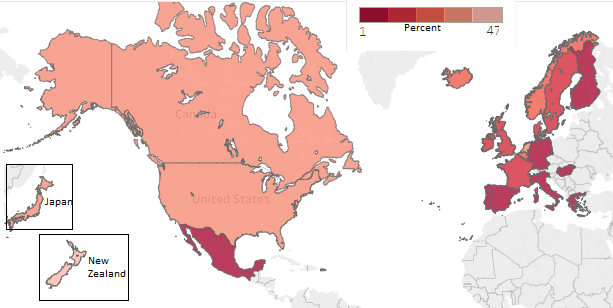 1 Percent 47
Canada
United States
Japan
New
Zealand